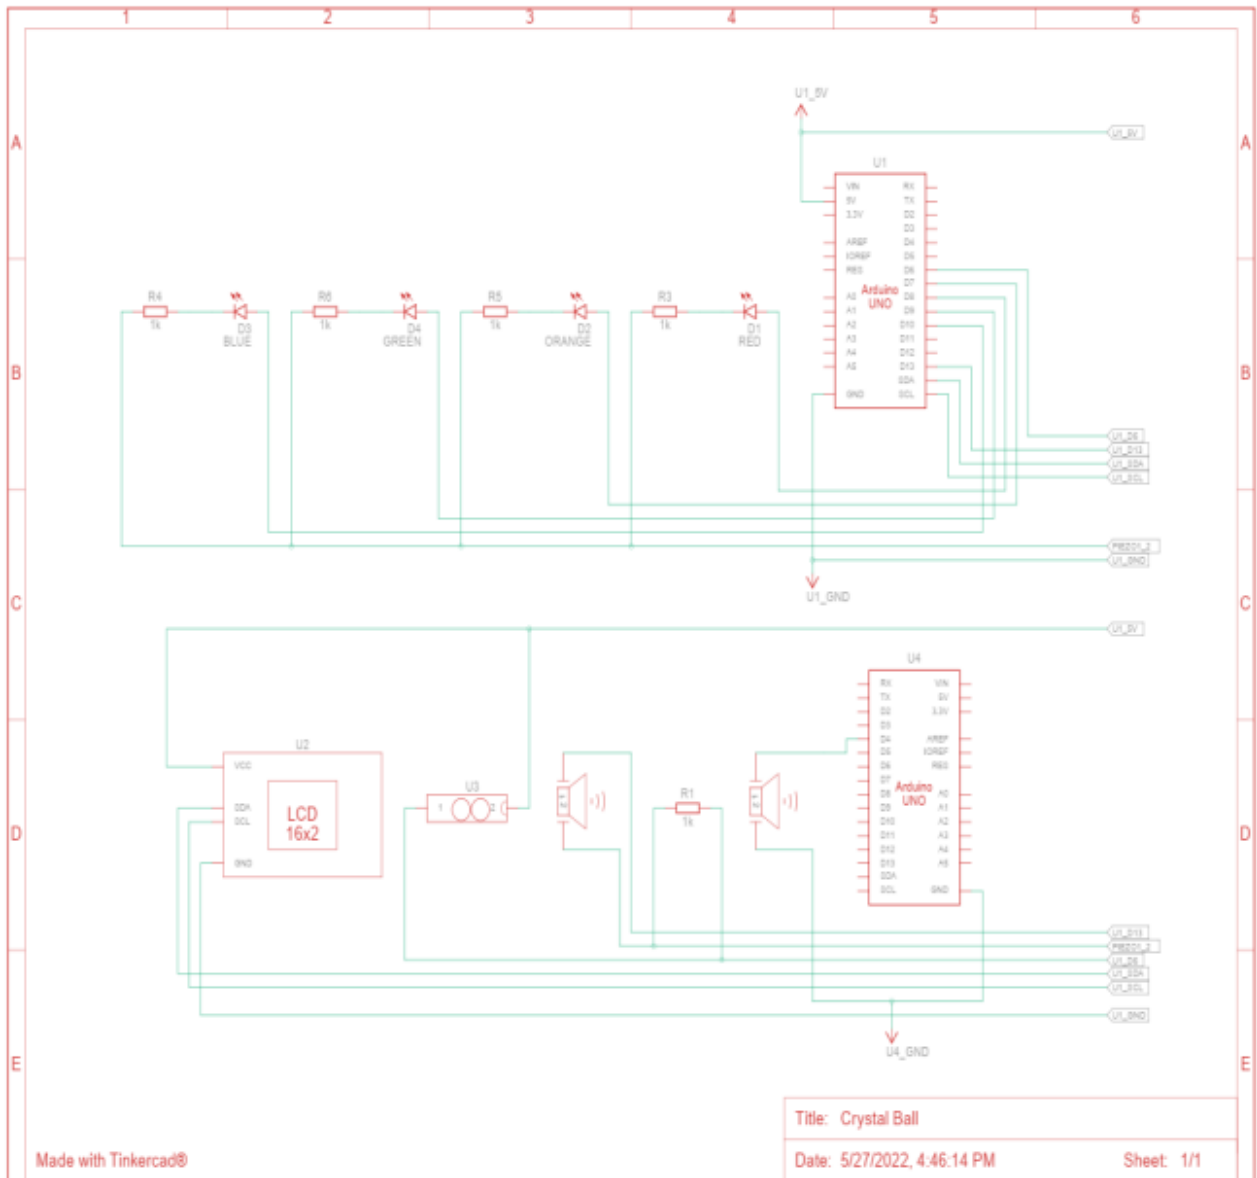 1 2 3 4 5 6
A A
B B
C C
D D
E E
U1_5V
U1_5V
U1
VIN RX
5V TX
3.3V D2
D3
AREF D4
IOREF D5
RES D6
D7
A0 D8
A1 D9
A2 D10
A3 D11
A4 D12
A5 D13
SDA
GND SCL
Arduino
UNO
R4 R6 R5 R3
1k 1k 1k 1k
D3 D4 D2 D1
BLUE GREEN ORANGE RED
U1_D6
U1_D13
U1_SDA
U1_SCL
PIEZO1_2
U1_GND
U1_GND
U1_5V
U4
RX VIN
TX 5V
D2 3.3V
D3
D4 AREF
D5 IOREF
D6 RES
D7
D8 A0
D9 A1
D10 A2
D11 A3
D12 A4
D13 A5
SDA
SCL GND
Arduino
UNO
U2
VCC
SDA
SCL
GND
LCD
16x2
U3
1 2
1 2
R1
1k
1 2
U1_D13
PIEZO1_2
U1_D6
U1_SDA
U1_SCL
U1_GND
U4_GND
Title: Crystal Ball
Made with Tinkercad®
Date: 5/27/2022, 4:46:14 PM Sheet: 1/1